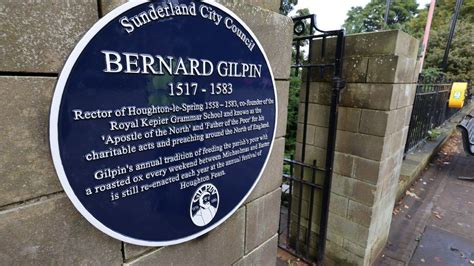 Sunderland City Council
BERNARD GILPIN
1517 - 1583
Rector of Houghton-le-Spring 1558 - 1583, co-founder of the
Royal Kepier Grammar School and known as the
'Apostle of the North' and 'Father of the Poor' for his
charitable acts and preaching around the North of England.
Gilpin's annual tradition of feeding the parish's poor with
a roasted ox every weekend between Michaelmas and Easter
is still re-enacted each year at the annual festival of
Houghton Feast.